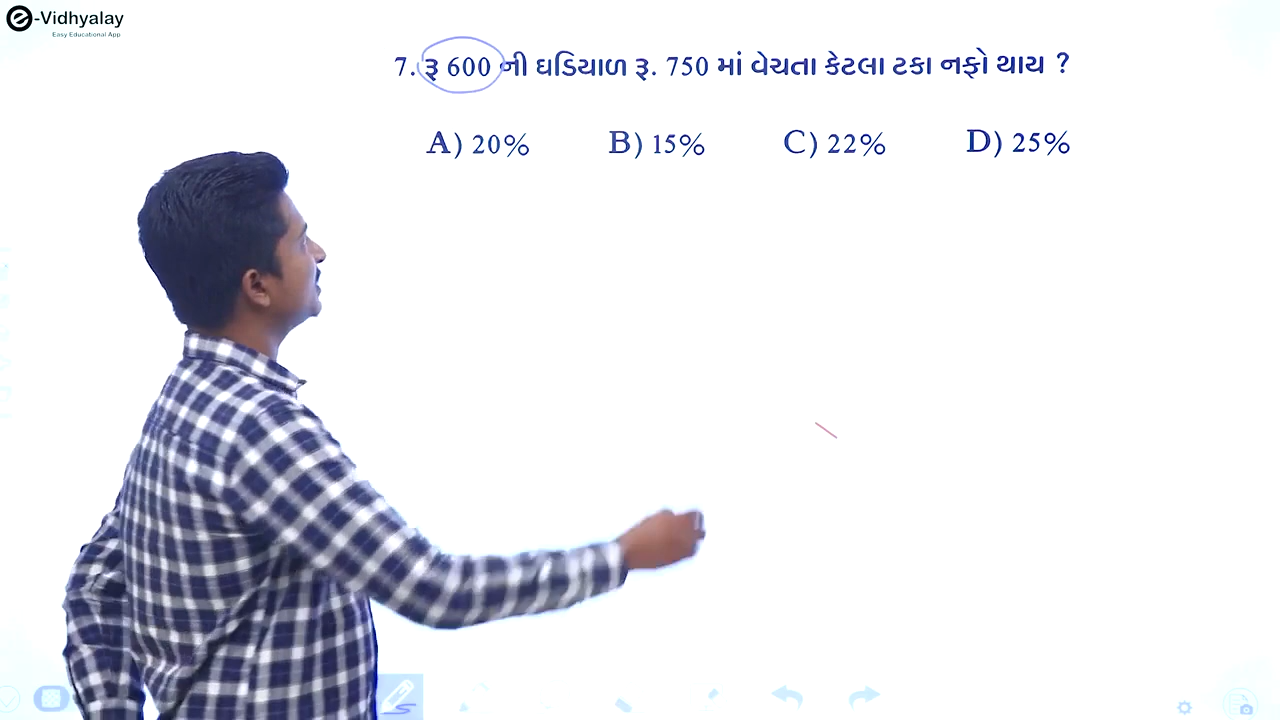 e-Vidhyalay
Easy Educational App
7. રૂ 600 ની ઘડિયાળ રૂ. 750 માં વેચતા કેટલા ટકા નફો થાય ?
A) 20% B) 15% C) 22% D) 25%